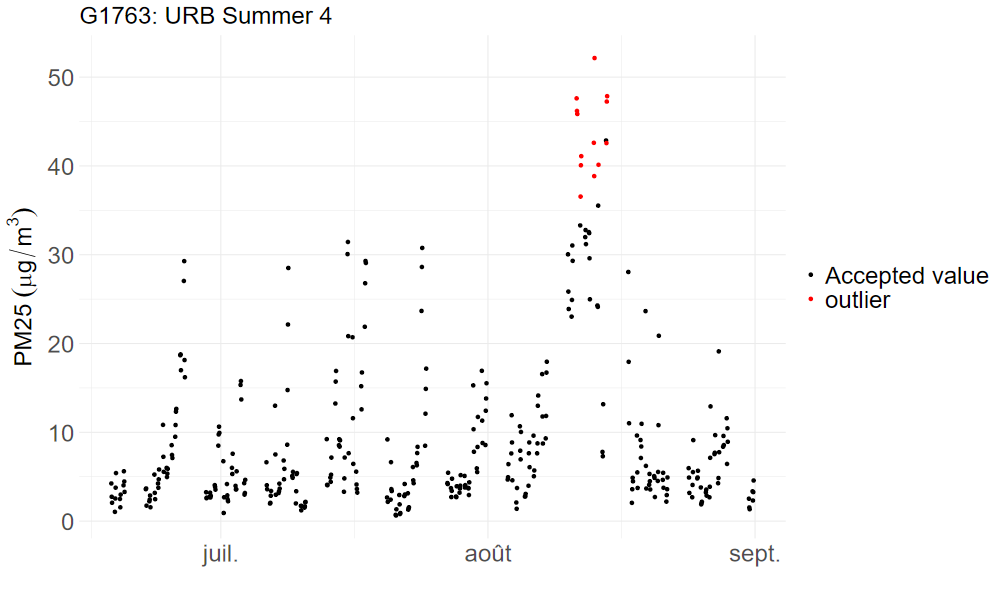 G1763: URB Summer 4
PM25 (μg/m³)
50
40
30
20
10
0
juil.
août
sept.
Accepted value
outlier